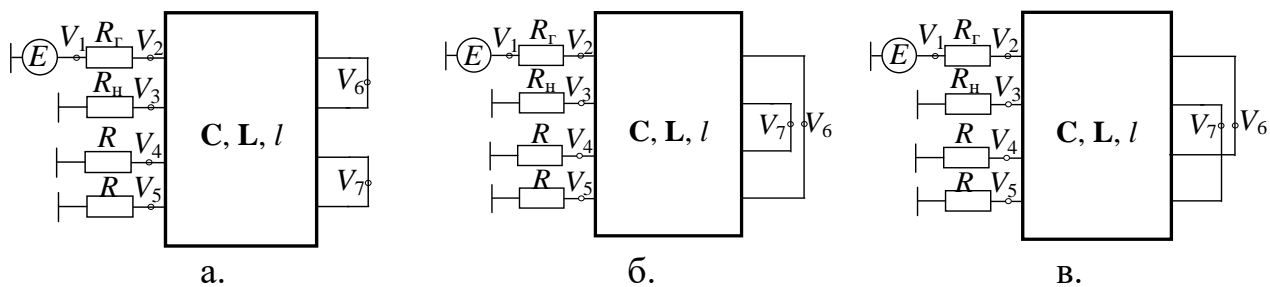 E V1 Rг V2 Rн V3 R V4 R V5 C, L, l V6 V7
E V1 Rг V2 Rн V3 R V4 R V5 C, L, l V7 V6
E V1 Rг V2 Rн V3 R V4 R V5 C, L, l V7 V6
а. б. в.